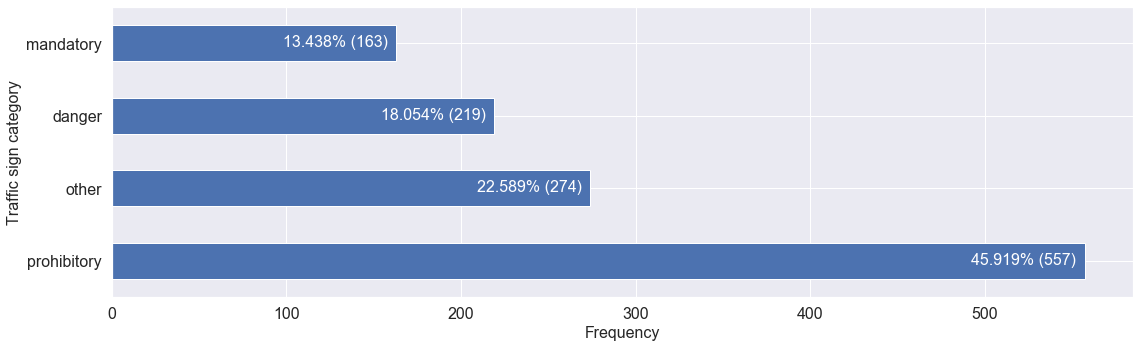 Traffic sign category
mandatory 13.438% (163)
danger 18.054% (219)
other 22.589% (274)
prohibitory 45.919% (557)
0 100 200 300 400 500
Frequency